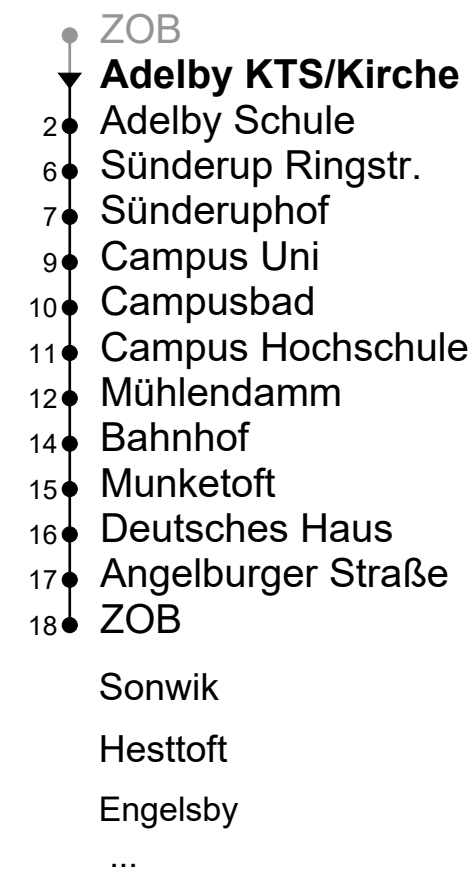 ZOB
Adelby KTS/Kirche
2 Adelby Schule
6 Sünderup Ringstr.
7 Sünderuphof
9 Campus Uni
10 Campusbad
11 Campus Hochschule
12 Mühlendamm
14 Bahnhof
15 Munketoft
16 Deutsches Haus
17 Angelburger Straße
18 ZOB
Sonwik
Hesttoft
Engelsby
...